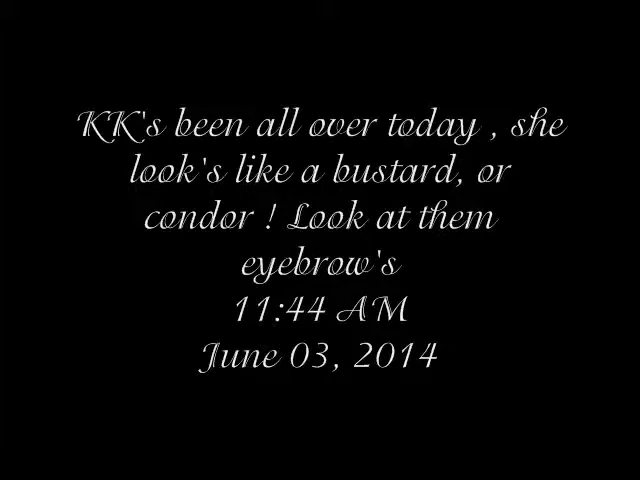 KK's been all over today , she
look's like a bustard, or
condor ! Look at them
eyebrow's
11:44 AM
June 03, 2014